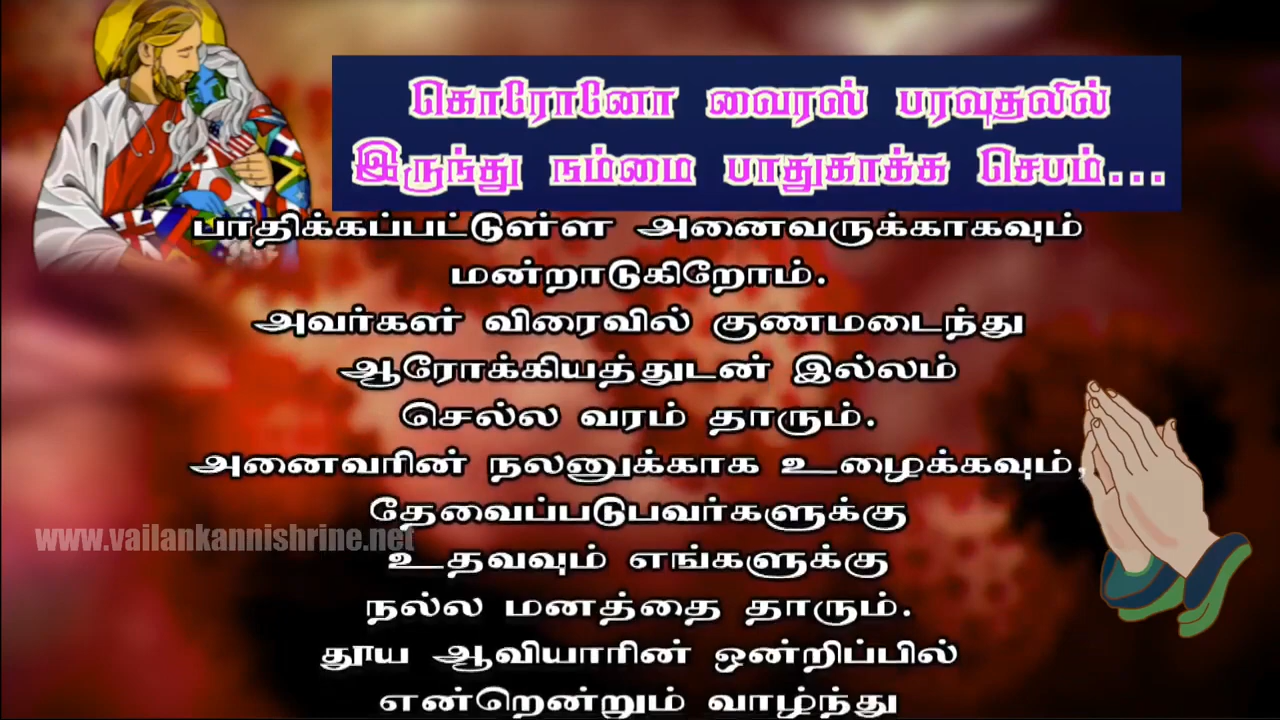 கொரோனோ வைரஸ் பரவுதலில்
இருந்து நம்மை பாதுகாக்க செபம்...
பாதிக்கப்பட்டுள்ள அனைவருக்காகவும்
மன்றாடுகிறோம்.
அவர்கள் விரைவில் குணமடைந்து
ஆரோக்கியத்துடன் இல்லம்
செல்ல வரம் தாரும்.
அனைவரின் நலனுக்காக உழைக்கவும்,
தேவைப்படுபவர்களுக்கு
www.vailankannishrine.net
உதவவும் எங்களுக்கு
நல்ல மனத்தை தாரும்.
தூய ஆவியாரின் ஒன்றிப்பில்
என்றென்றும் வாழ்ந்து